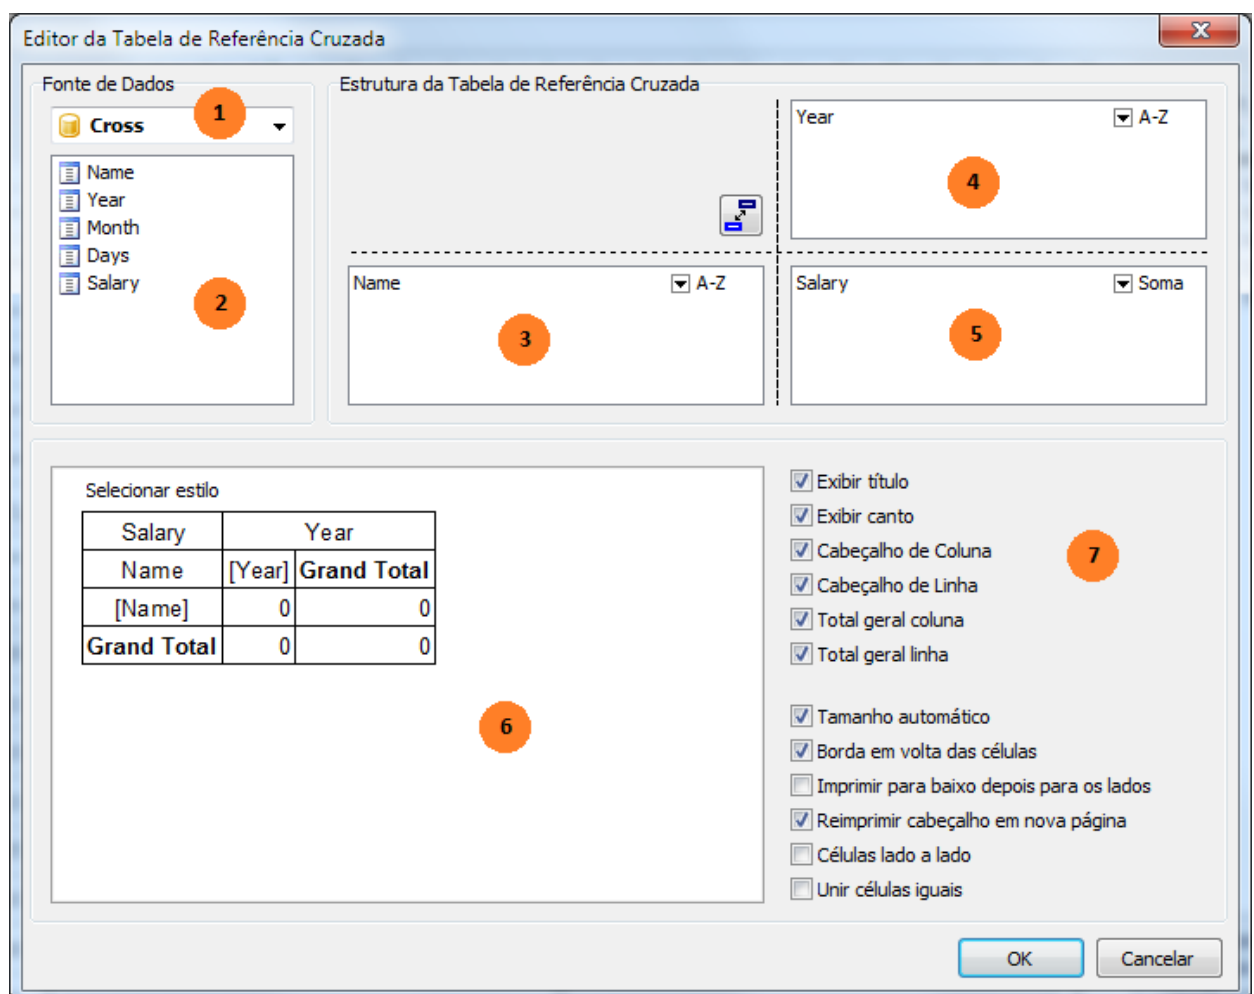 Editor da Tabela de Referência Cruzada
x
Fonte de Dados
Estrutura da Tabela de Referência Cruzada
1
Cross
Name
Year
Month
Days
Salary
2
Year A-Z
4
Name A-Z
3
Salary Soma
5
Selecionar estilo
Salary Year
Name [Year] Grand Total
[Name] 0 0
Grand Total 0 0
6
Exibir título
Exibir canto
Cabeçalho de Coluna
Cabeçalho de Linha
Total geral coluna
Total geral linha
7
Tamanho automático
Borda em volta das células
Imprimir para baixo depois para os lados
Reimprimir cabeçalho em nova página
Células lado a lado
Unir células iguais
OK Cancelar